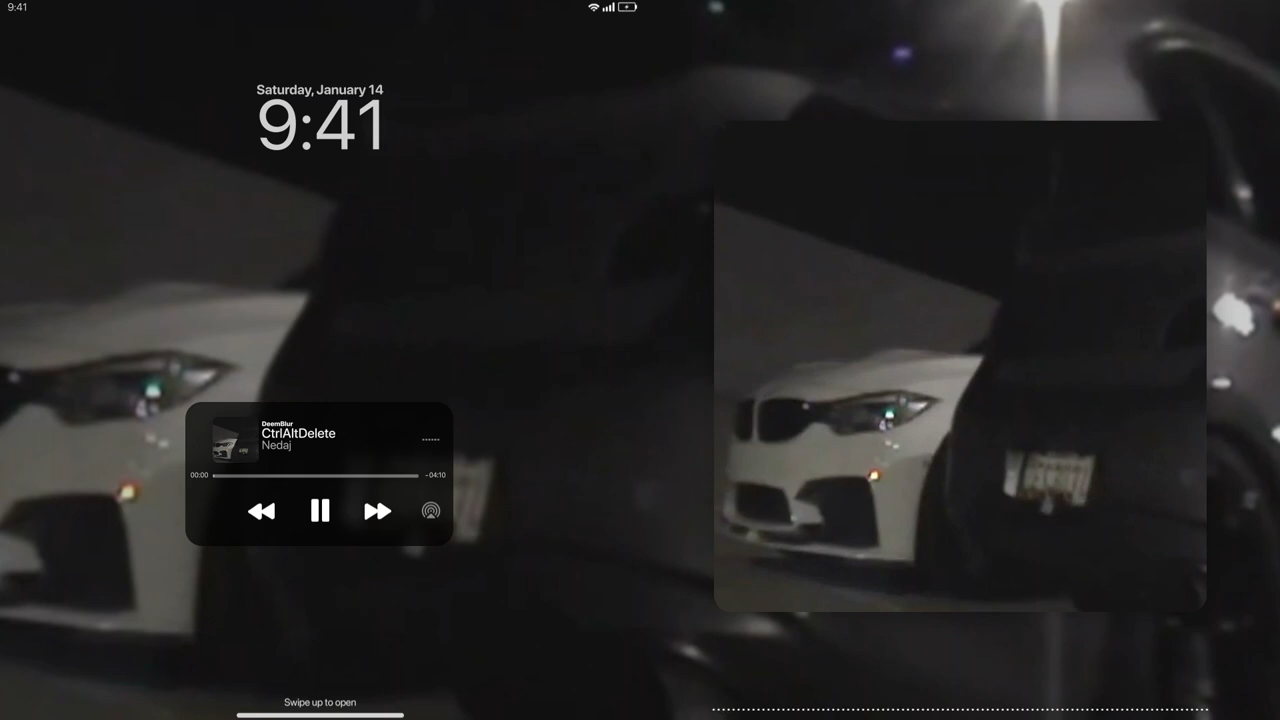 9:41
Saturday, January 14
9:41
DeemBlur
CtrlAltDelete
Nedaj
00:00
-04:10
Swipe up to open